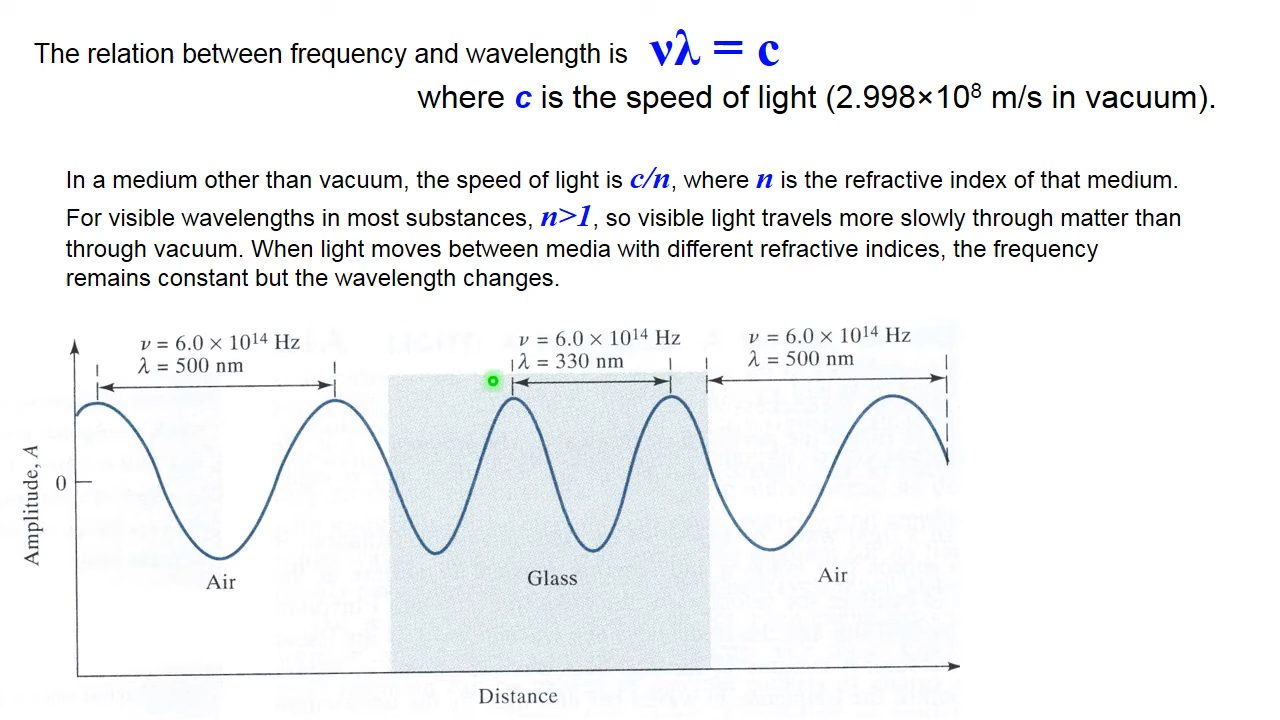 The relation between frequency and wavelength is νλ = c
where c is the speed of light (2.998×10⁸ m/s in vacuum).
In a medium other than vacuum, the speed of light is c/n, where n is the refractive index of that medium.
For visible wavelengths in most substances, n>1, so visible light travels more slowly through matter than
through vacuum. When light moves between media with different refractive indices, the frequency
remains constant but the wavelength changes.
ν = 6.0 × 10¹⁴ Hz
λ = 500 nm
ν = 6.0 × 10¹⁴ Hz
λ = 330 nm
ν = 6.0 × 10¹⁴ Hz
λ = 500 nm
Amplitude, A
0
Air
Glass
Air
Distance